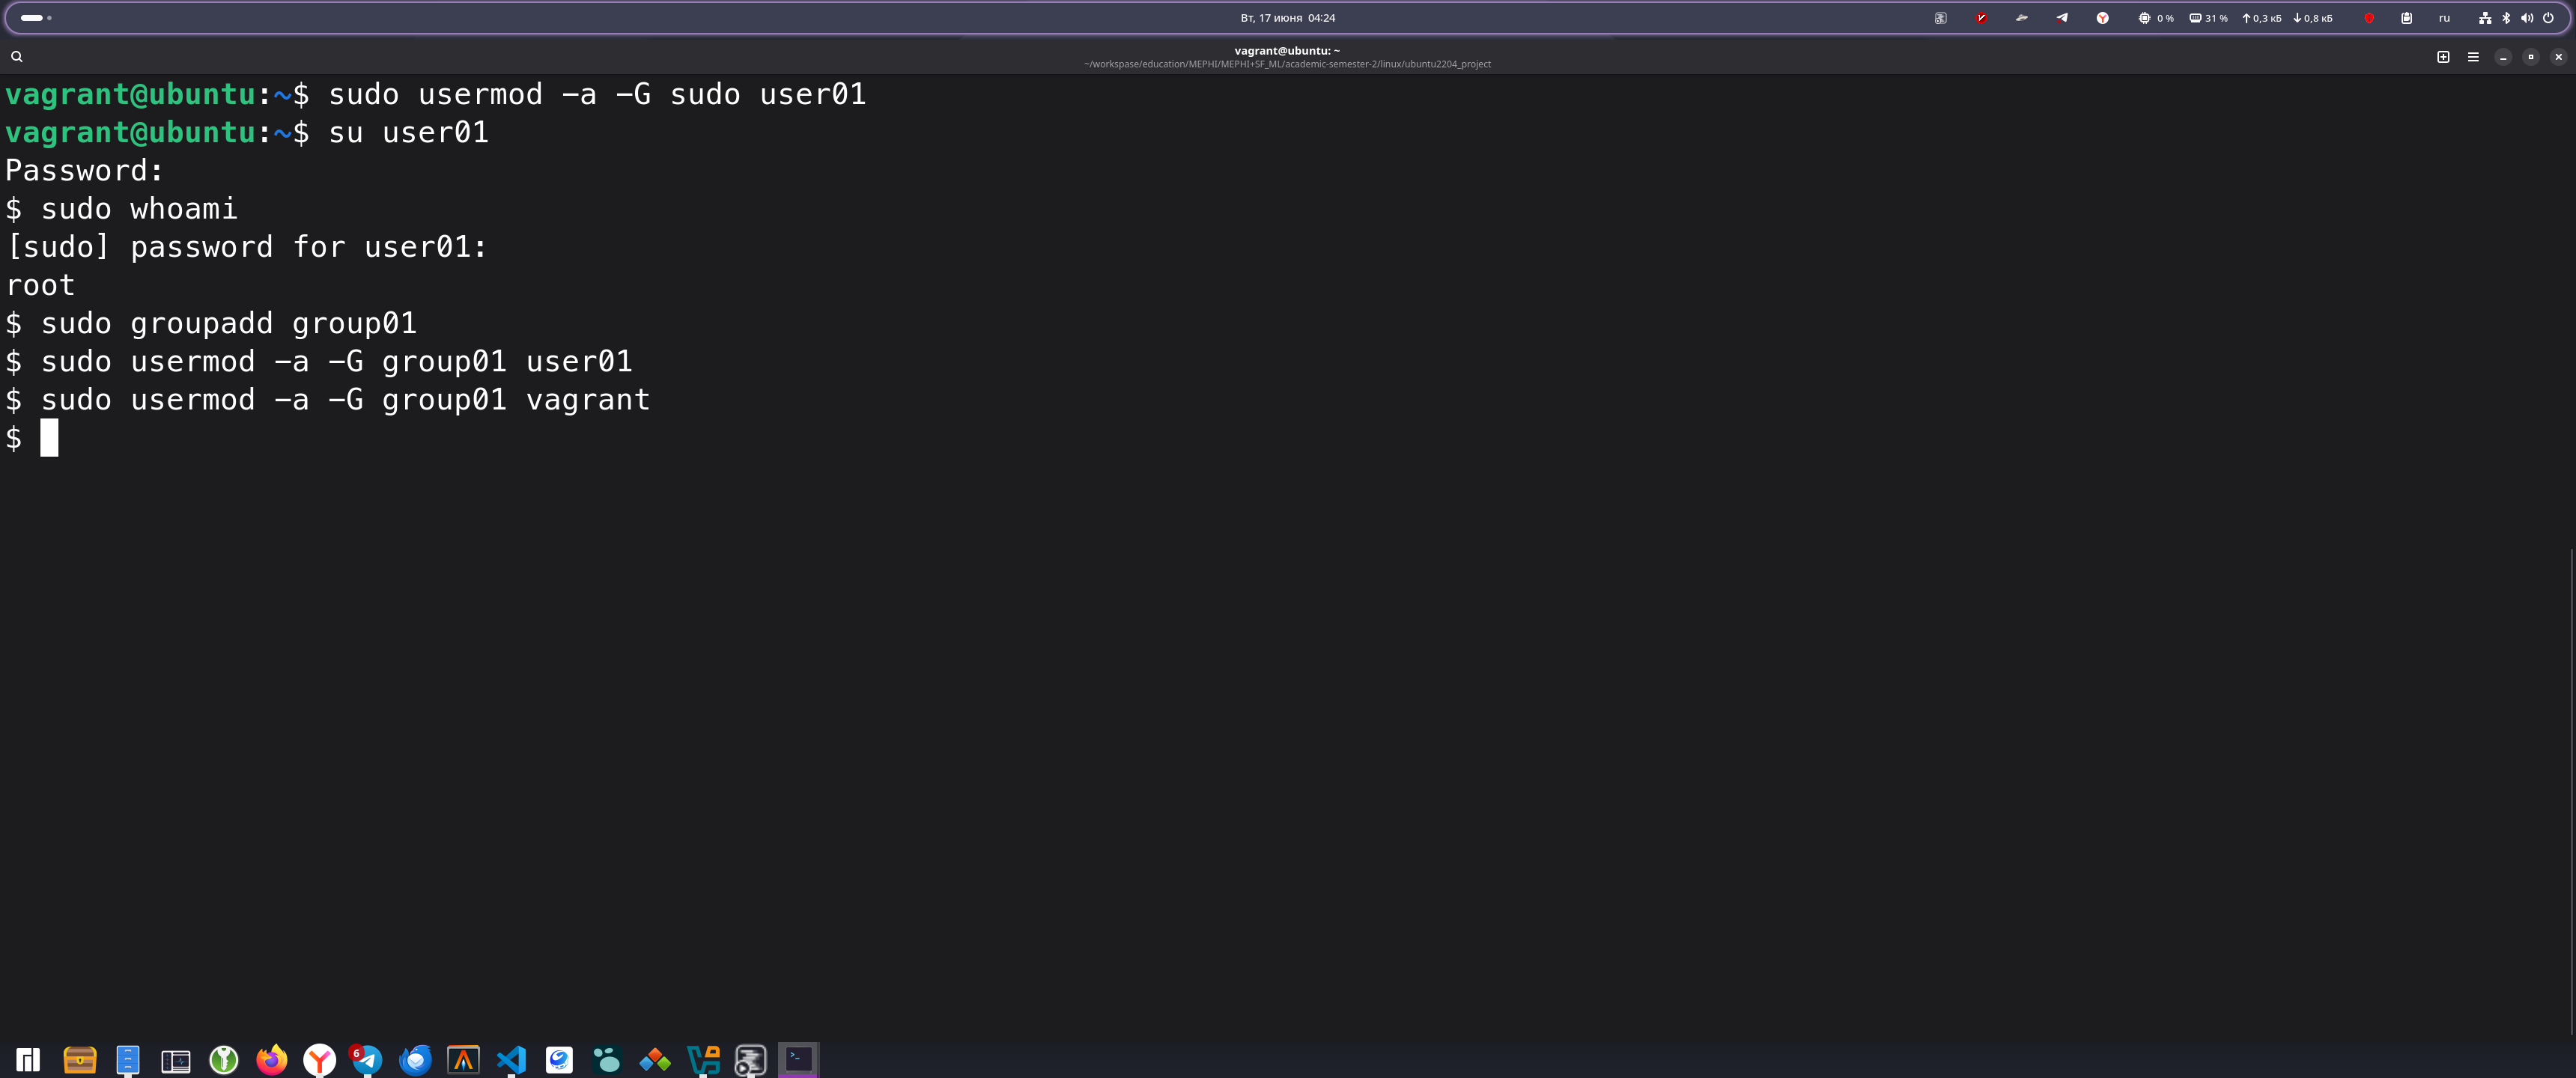 Вт, 17 июня 04:24
0 %
31 %
0,3 кБ
0,8 кБ
ru
vagrant@ubuntu: ~
~/workspase/education/MEPHI/MEPHI+SF_ML/academic-semester-2/linux/ubuntu2204_project
vagrant@ubuntu:~$ sudo usermod -a -G sudo user01
vagrant@ubuntu:~$ su user01
Password:
$ sudo whoami
[sudo] password for user01:
root
$ sudo groupadd group01
$ sudo usermod -a -G group01 user01
$ sudo usermod -a -G group01 vagrant
$
6